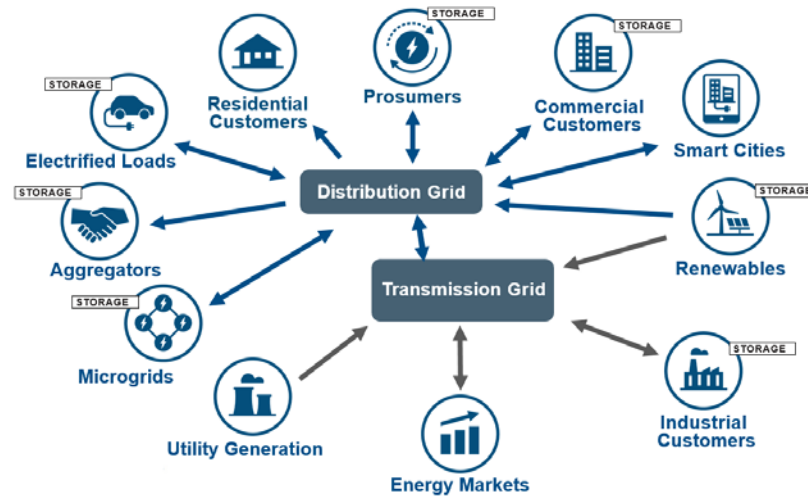 STORAGE
STORAGE
Prosumers
Residential
Customers
Commercial
Customers
STORAGE
Electrified Loads
Smart Cities
Distribution Grid
STORAGE
STORAGE
Aggregators
Renewables
Transmission Grid
STORAGE
Microgrids
STORAGE
Utility Generation
Industrial
Customers
Energy Markets